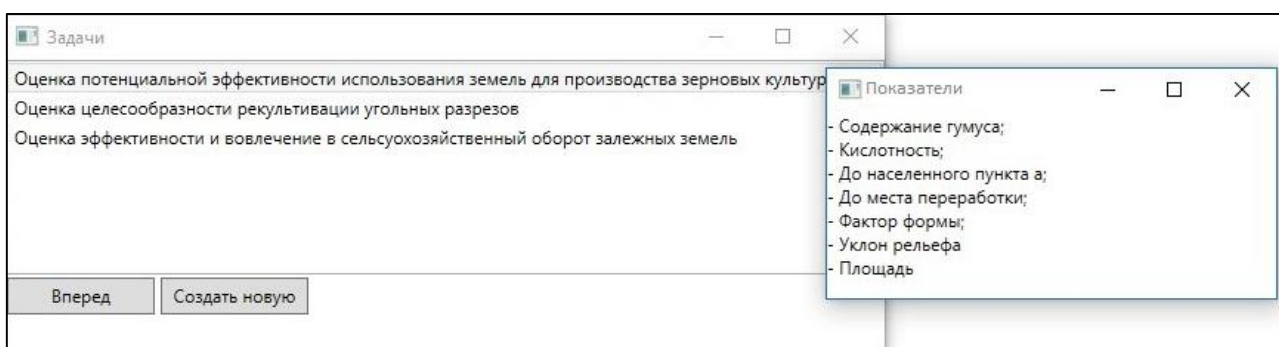 Задачи
Оценка потенциальной эффективности использования земель для производства зерновых культур
Оценка целесообразности рекультивации угольных разрезов
Оценка эффективности и вовлечение в сельсуохозяйственный оборот залежных земель
Вперед
Создать новую
Показатели
- Содержание гумуса;
- Кислотность;
- До населенного пункта а;
- До места переработки;
- Фактор формы;
- Уклон рельефа
- Площадь